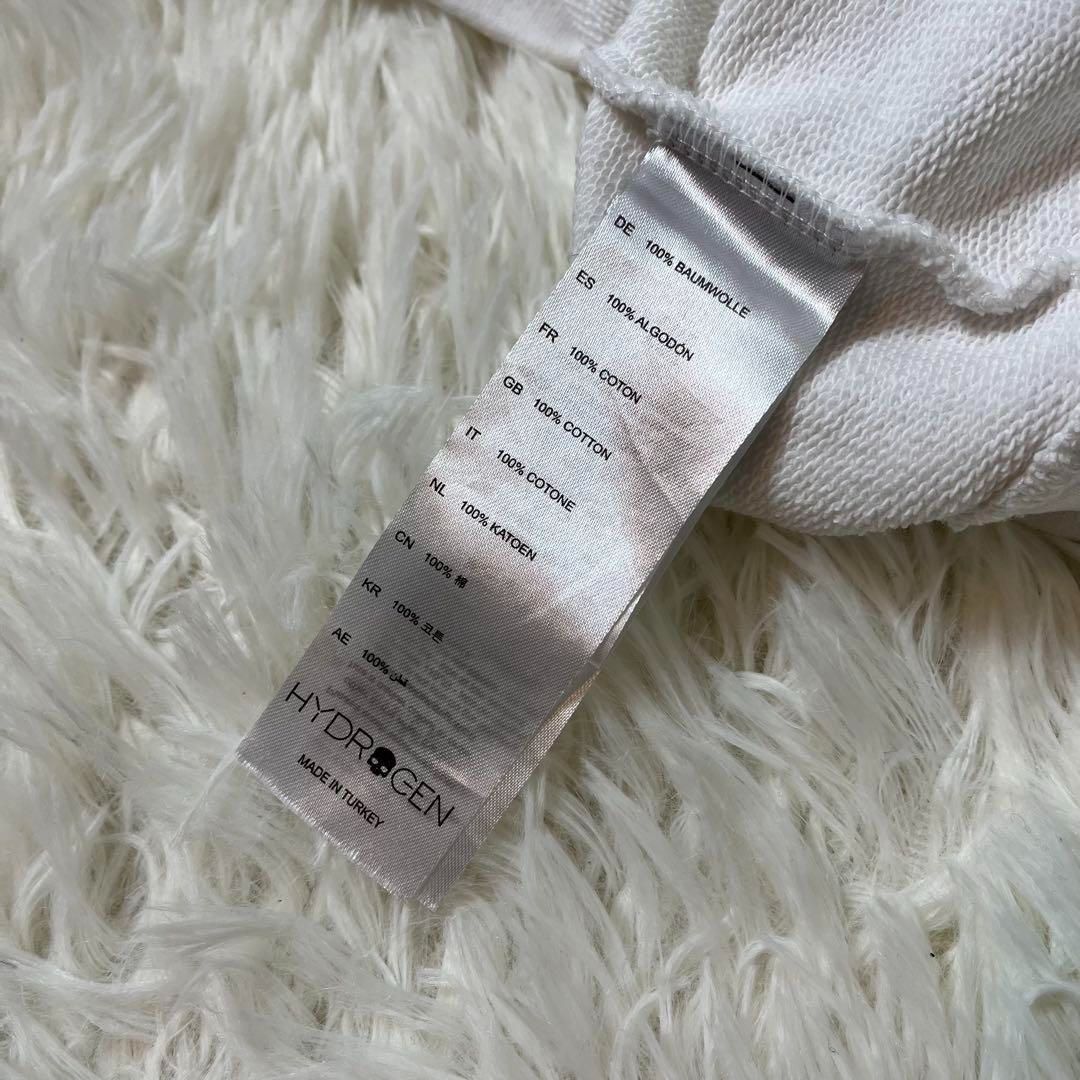 DE 100% BAUMWOLLE
ES 100% ALGODÓN
FR 100% COTON
GB 100% COTTON
IT 100% COTONE
NL 100% KATOEN
CN 100% 棉
KR 100% 코튼
AE 100% قطن
HYDROGEN
MADE IN TURKEY